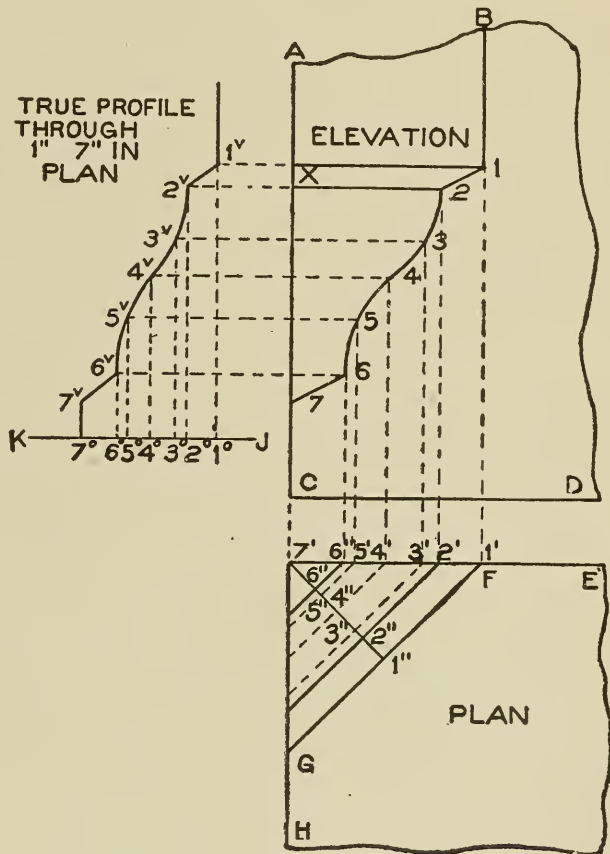 B
A
TRUE PROFILE
THROUGH
1" 7" IN
PLAN
ELEVATION
1ᵛ
X
1
2ᵛ
2
3ᵛ
3
4ᵛ
4
5ᵛ
5
6ᵛ
6
7ᵛ
7
K
7° 6° 5° 4° 3° 2° 1°
J
C
D
7' 6' 5' 4' 3' 2' 1'
F
E
6"
5" 4"
3" 2"
1"
PLAN
G
H